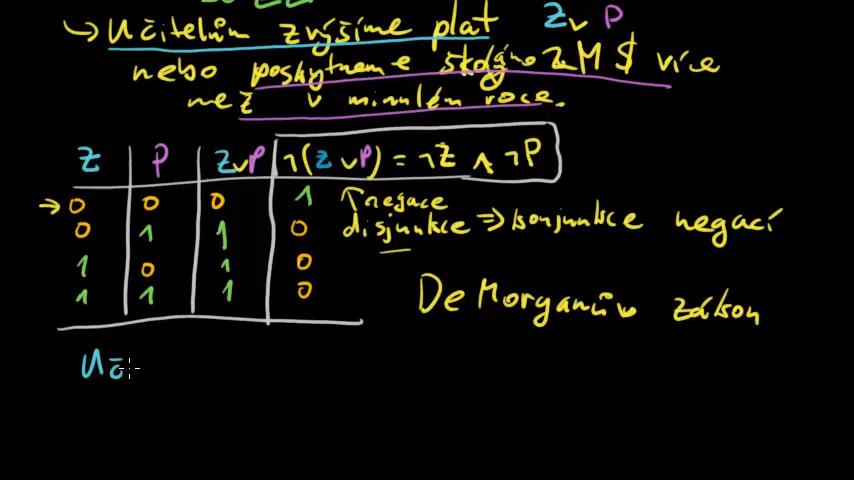 → Učitelům zvýšíme plat Z∨P
nebo poskytneme školám o 2M $ více
než v minulém roce.
Z P Z∨P ¬(Z∨P) = ¬Z ∧ ¬P
→ 0 0 0 1 ↑negace
0 1 1 0 disjunkce ⇒ konjunkce negací
1 0 1 0
1 1 1 0
De Morganův zákon
Uč